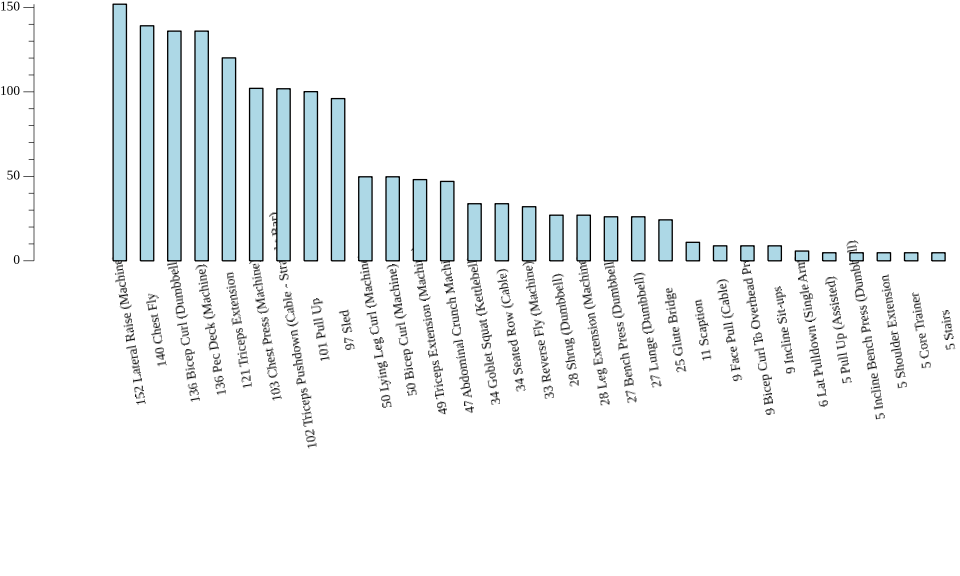 150
100
50
0
152 Lateral Raise (Machine
140 Chest Fly
136 Bicep Curl (Dumbbell
136 Pec Deck (Machine)
121 Triceps Extension
103 Chest Press (Machine)
102 Triceps Pushdown (Cable - Straight Bar)
101 Pull Up
97 Sled
50 Lying Leg Curl (Machine
50 Bicep Curl (Machine)
49 Triceps Extension (Machine)
47 Abdominal Crunch Machi
34 Goblet Squat (Kettlebell
34 Seated Row (Cable)
33 Reverse Fly (Machine)
28 Shrug (Dumbbell)
28 Leg Extension (Machine
27 Bench Press (Dumbbell
27 Lunge (Dumbbell)
25 Glute Bridge
11 Scaption
9 Face Pull (Cable)
9 Bicep Curl To Overhead Pr
9 Incline Sit-ups
6 Lat Pulldown (Single Arm
5 Pull Up (Assisted)
5 Incline Bench Press (Dumbbell)
5 Shoulder Extension
5 Core Trainer
5 Stairs